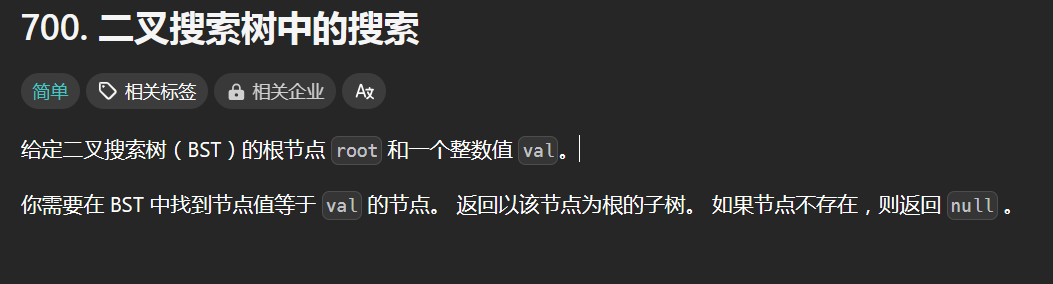 700. 二叉搜索树中的搜索
简单 相关标签 相关企业 A文
给定二叉搜索树（BST）的根节点 root 和一个整数值 val。
你需要在 BST 中找到节点值等于 val 的节点。 返回以该节点为根的子树。 如果节点不存在，则返回 null 。